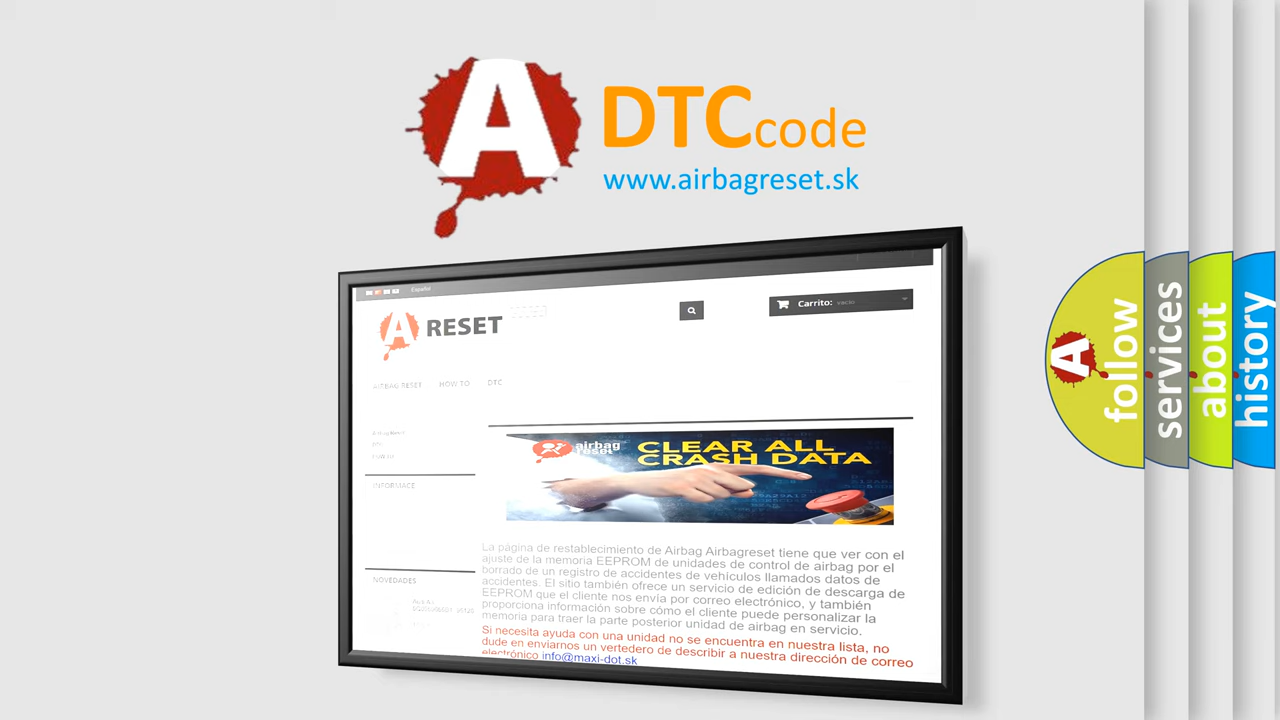 A DTCcode
www.airbagreset.sk
Español
A RESET
Carrito: vacío
AIRBAG RESET HOW TO DTC
Airbag Reset
DTC
INFORMACE
airbag
reset
CLEAR ALL
CRASH DATA
La página de restablecimiento de Airbag Airbagreset tiene que ver con el
ajuste de la memoria EEPROM de unidades de control de airbag por el
borrado de un registro de accidentes de vehículos llamados datos de
accidentes. El sitio también ofrece un servicio de edición de descarga de
EEPROM que el cliente nos envía por correo electrónico, y también
proporciona información sobre cómo el cliente puede personalizar la
memoria para traer la parte posterior unidad de airbag en servicio.
NOVEDADES
Si necesita ayuda con una unidad no se encuentra en nuestra lista, no
dude en enviarnos un vertedero de describir a nuestra dirección de correo
electrónico info@maxi-dot.sk
A follow
services
about
history